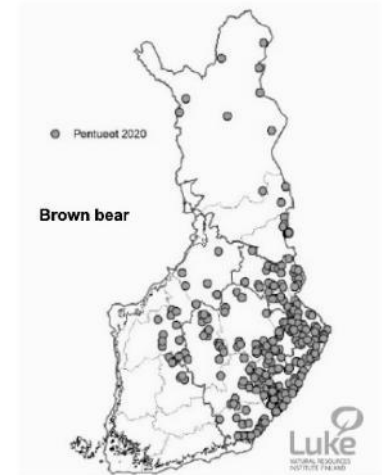 Pentueet 2020
Brown bear
Luke
NATURAL RESOURCES
INSTITUTE FINLAND